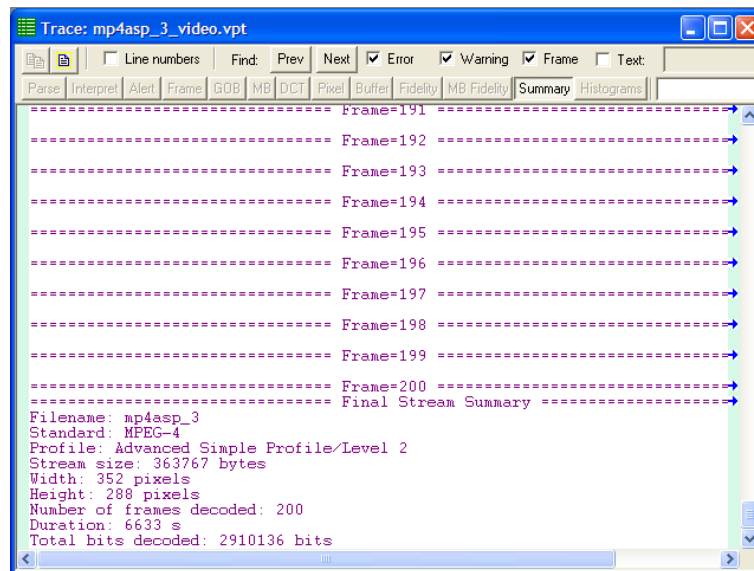 Trace: mp4asp_3_video.vpt
Line numbers Find: Prev Next Error Warning Frame Text:
Parse Interpret Alert Frame GOB MB DCT Pixel Buffer Fidelity MB Fidelity Summary Histograms
================================ Frame=191 ==============================
================================ Frame=192 ==============================
================================ Frame=193 ==============================
================================ Frame=194 ==============================
================================ Frame=195 ==============================
================================ Frame=196 ==============================
================================ Frame=197 ==============================
================================ Frame=198 ==============================
================================ Frame=199 ==============================
================================ Frame=200 ==============================
================================ Final Stream Summary ===================
Filename: mp4asp_3
Standard: MPEG-4
Profile: Advanced Simple Profile/Level 2
Stream size: 363767 bytes
Width: 352 pixels
Height: 288 pixels
Number of frames decoded: 200
Duration: 6633 s
Total bits decoded: 2910136 bits